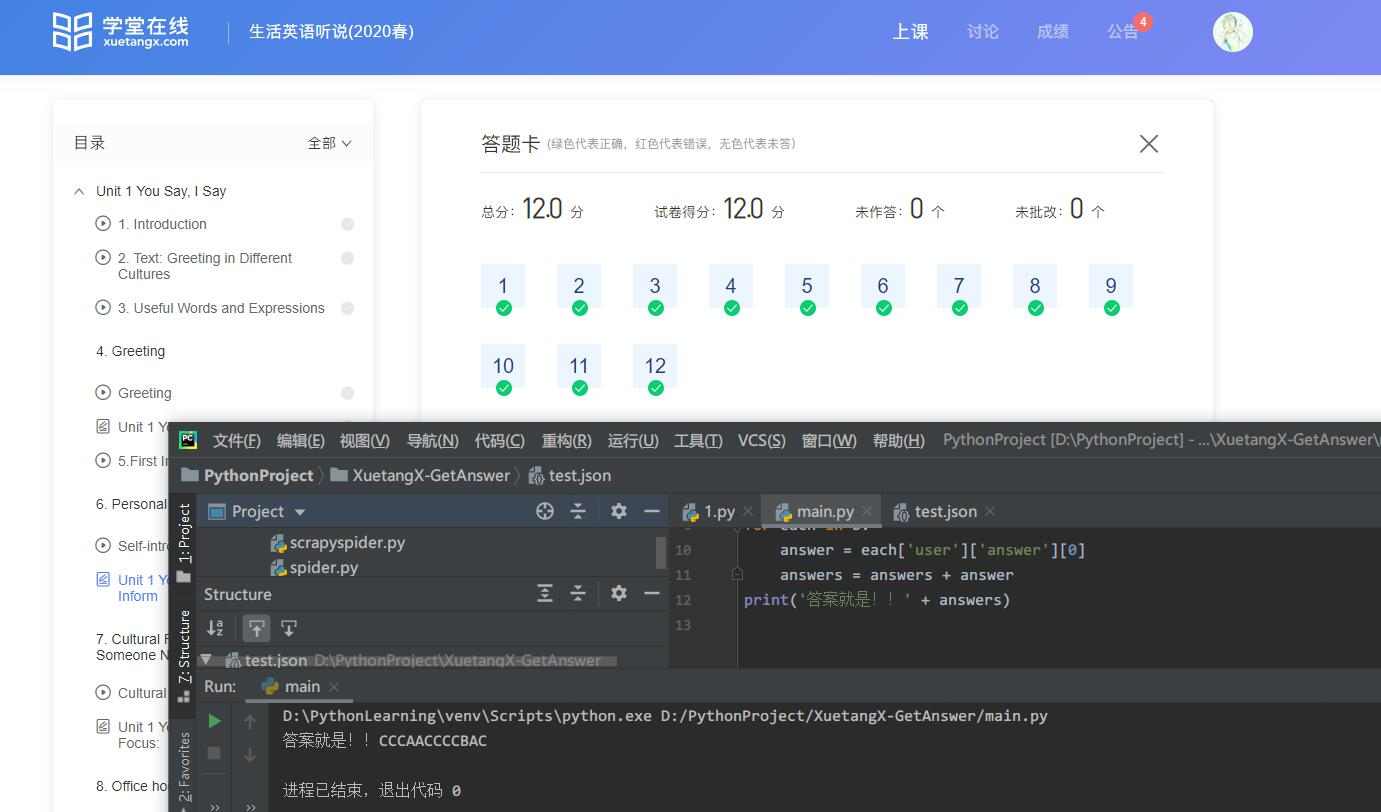 学堂在线
xuetangx.com
生活英语听说(2020春)
上课
讨论
成绩
公告
4
目录
全部
Unit 1 You Say, I Say
1. Introduction
2. Text: Greeting in Different
Cultures
3. Useful Words and Expressions
4. Greeting
Greeting
Unit 1 Y
5.First I
6. Personal
Self-intr
Unit 1 Y
Inform
7. Cultural F
Someone N
Cultural
Unit 1 Y
Focus:
8. Office ho
答题卡 (绿色代表正确，红色代表错误，无色代表未答)
总分: 12.0 分
试卷得分: 12.0 分
未作答: 0 个
未批改: 0 个
1 2 3 4 5 6 7 8 9
10 11 12
PC
文件(F) 编辑(E) 视图(V) 导航(N) 代码(C) 重构(R) 运行(U) 工具(T) VCS(S) 窗口(W) 帮助(H) PythonProject [D:\PythonProject] - ...\XuetangX-GetAnswer\
PythonProject XuetangX-GetAnswer test.json
1: Project
Project
scrapyspider.py
spider.py
7: Structure
Structure
test.json D:\PythonProject\XuetangX-GetAnswer
1.py main.py test.json
10 answer = each['user']['answer'][0]
11 answers = answers + answer
12 print('答案就是！！' + answers)
13
Run: main
D:\PythonLearning\venv\Scripts\python.exe D:/PythonProject/XuetangX-GetAnswer/main.py
答案就是！！CCCAACCCCBAC
进程已结束，退出代码 0
2: Favorites